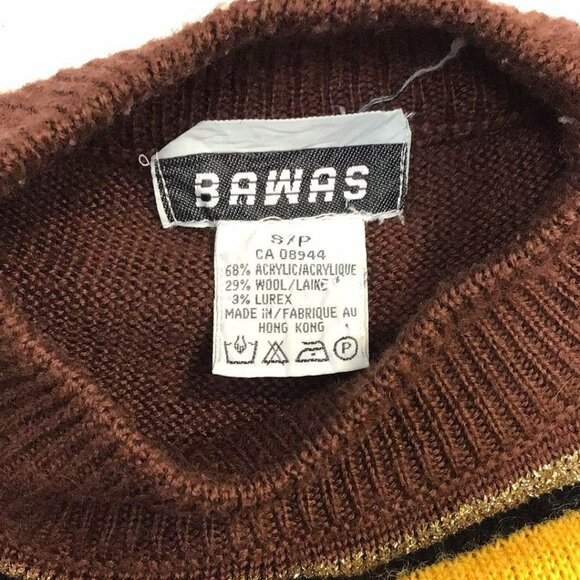 BAWAS
S/P
CA 08944
68% ACRYLIC/ACRYLIQUE
29% WOOL/LAINE
3% LUREX
MADE IN/FABRIQUE AU
HONG KONG
P